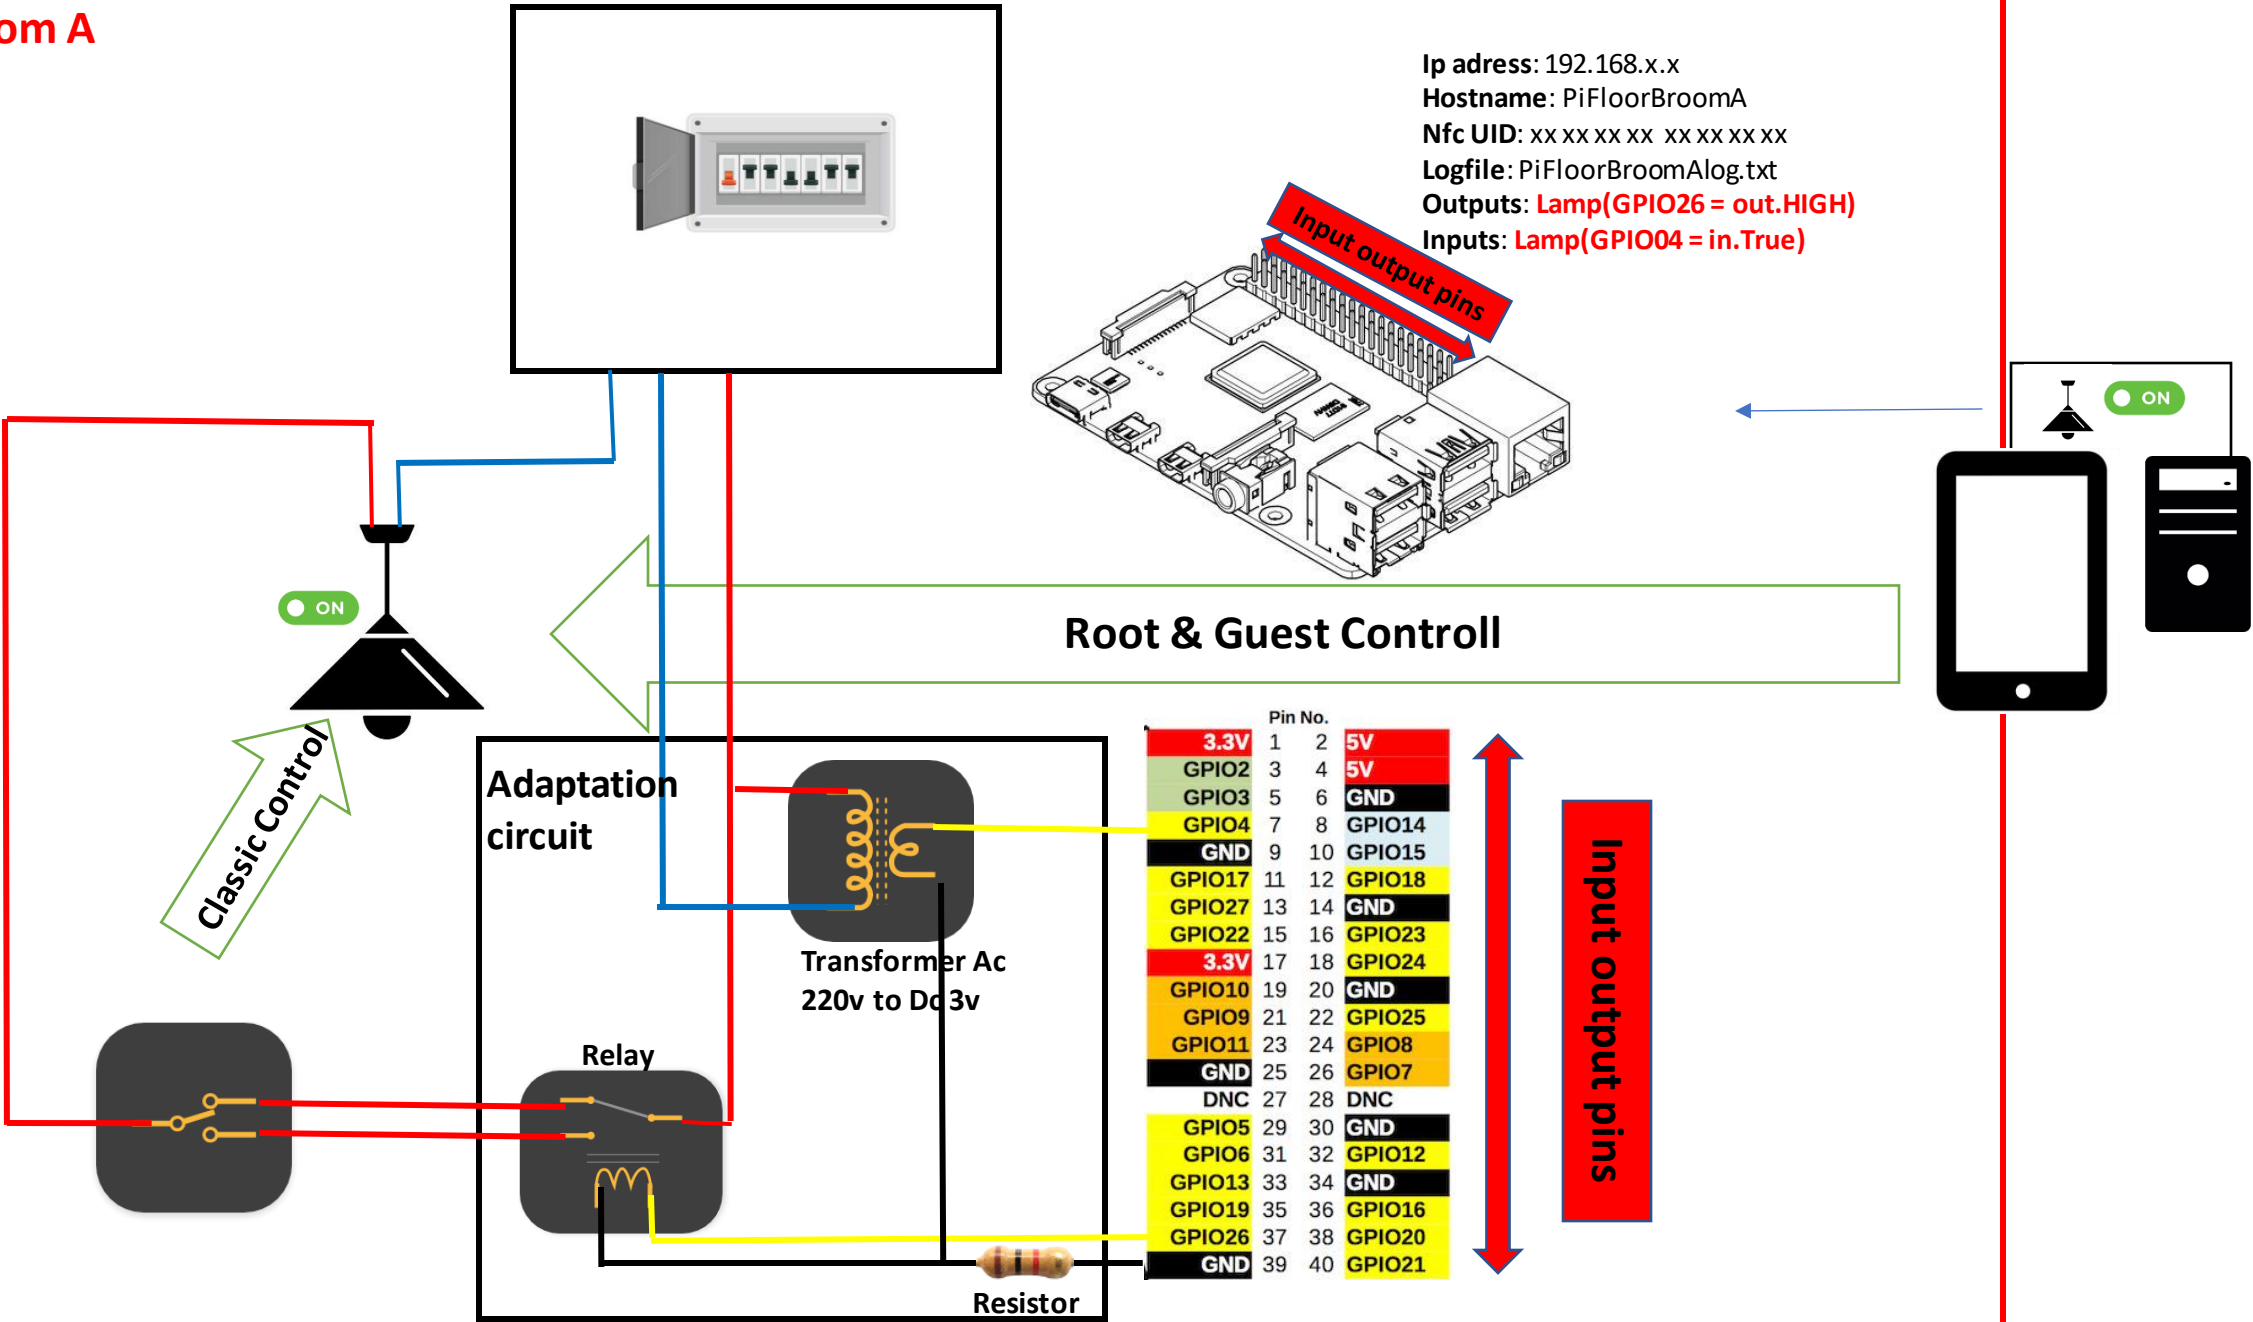 om A
Ip adress: 192.168.x.x
Hostname: PiFloorBroomA
Nfc UID: xx xx xx xx xx xx xx xx
Logfile: PiFloorBroomAlog.txt
Outputs: Lamp(GPIO26 = out.HIGH)
Inputs: Lamp(GPIO04 = in.True)
Input output pins
ON
ON
Root & Guest Controll
Classic Control
Adaptation
circuit
Transformer Ac
220v to Dc 3v
Relay
Resistor
Pin No.
3.3V 1 2 5V
GPIO2 3 4 5V
GPIO3 5 6 GND
GPIO4 7 8 GPIO14
GND 9 10 GPIO15
GPIO17 11 12 GPIO18
GPIO27 13 14 GND
GPIO22 15 16 GPIO23
3.3V 17 18 GPIO24
GPIO10 19 20 GND
GPIO9 21 22 GPIO25
GPIO11 23 24 GPIO8
GND 25 26 GPIO7
DNC 27 28 DNC
GPIO5 29 30 GND
GPIO6 31 32 GPIO12
GPIO13 33 34 GND
GPIO19 35 36 GPIO16
GPIO26 37 38 GPIO20
GND 39 40 GPIO21
Input output pins